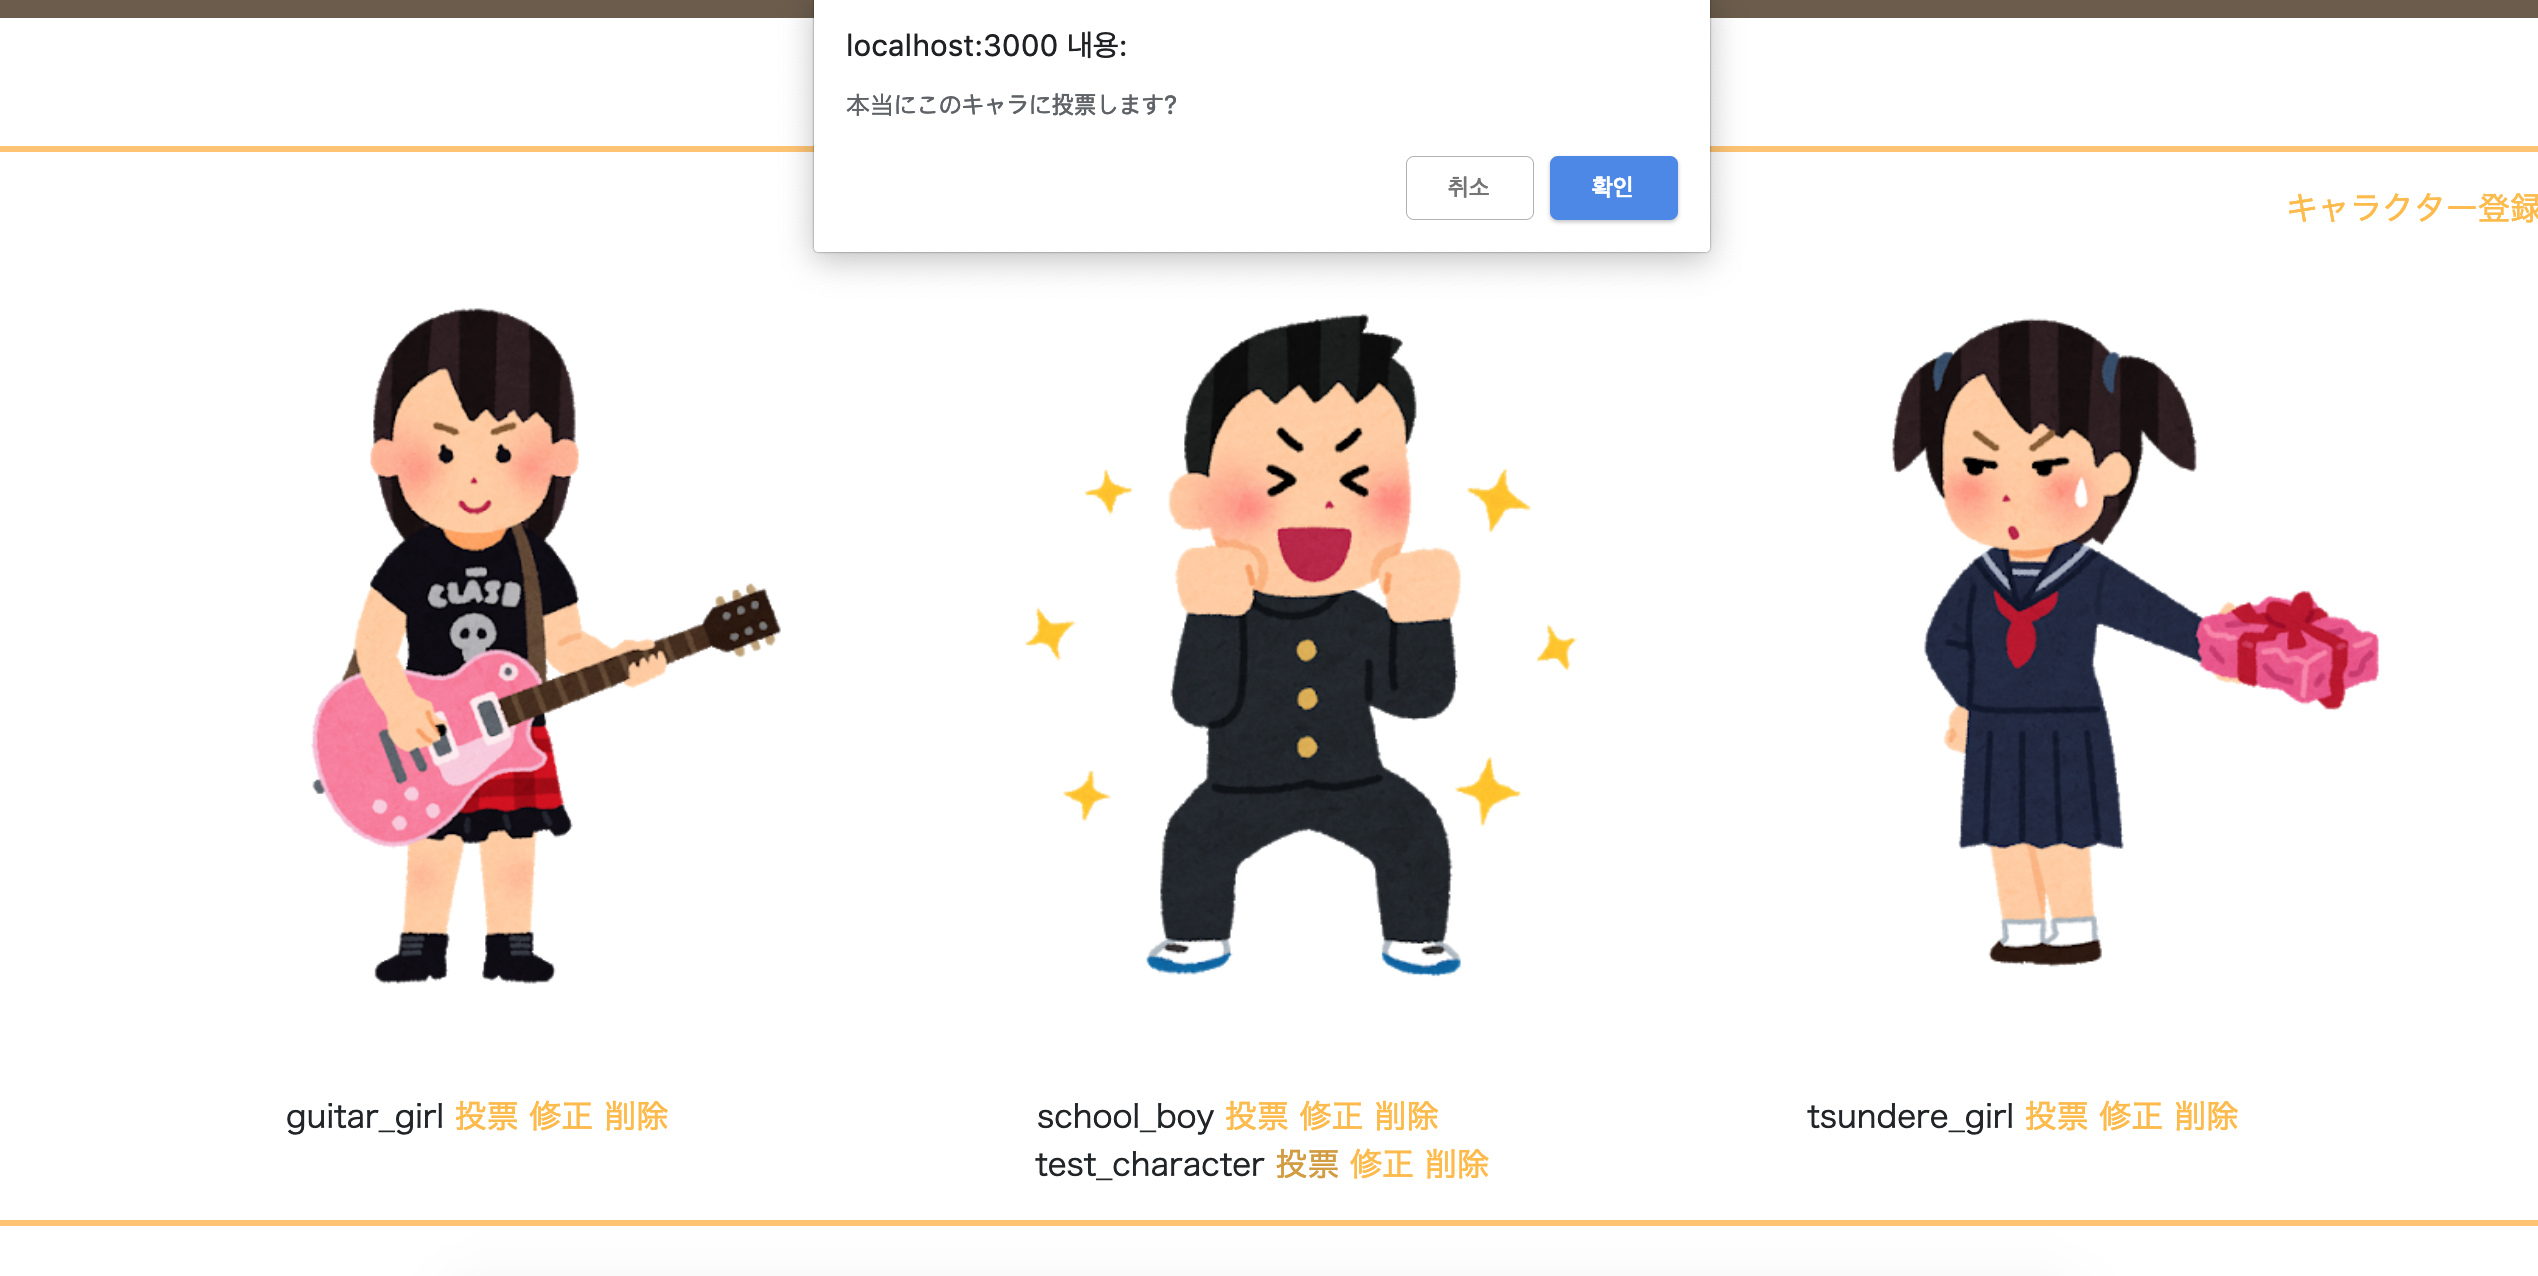 localhost:3000 내용:
本当にこのキャラに投票します?
취소 확인
キャラクター登録
CLASH
guitar_girl 投票 修正 削除
school_boy 投票 修正 削除
tsundere_girl 投票 修正 削除
test_character 投票 修正 削除